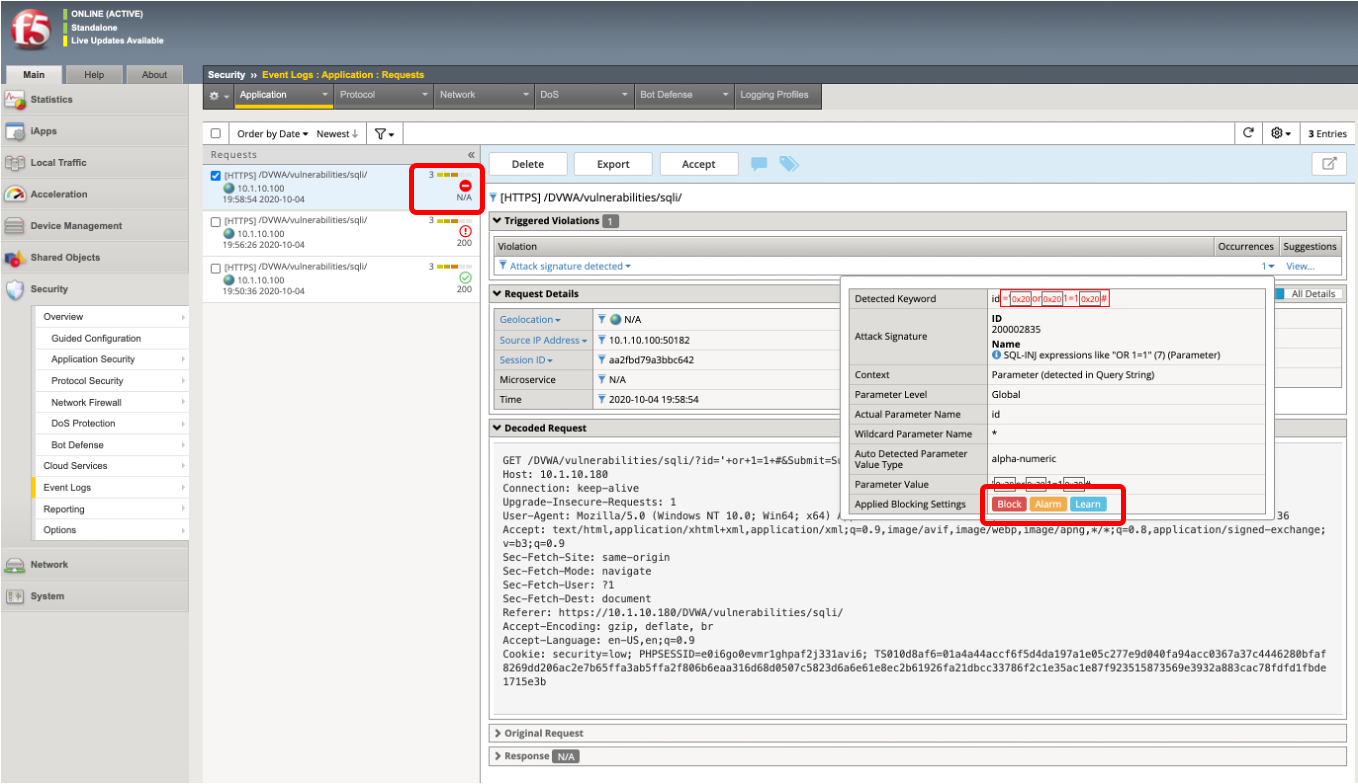 f5
ONLINE (ACTIVE)
Standalone
Live Updates Available
Main Help About
Security » Event Logs : Application : Requests
Application Protocol Network DoS Bot Defense Logging Profiles
Statistics
iApps
Local Traffic
Acceleration
Device Management
Shared Objects
Security
Overview
Guided Configuration
Application Security
Protocol Security
Network Firewall
DoS Protection
Bot Defense
Cloud Services
Event Logs
Reporting
Options
Network
System
Order by Date Newest ↓
3 Entries
Requests «
[HTTPS] /DVWA/vulnerabilities/sqli/ 3
10.1.10.100
19:58:54 2020-10-04 N/A
[HTTPS] /DVWA/vulnerabilities/sqli/ 3
10.1.10.100
19:56:26 2020-10-04 200
[HTTPS] /DVWA/vulnerabilities/sqli/ 3
10.1.10.100
19:50:36 2020-10-04 200
Delete Export Accept
[HTTPS] /DVWA/vulnerabilities/sqli/
Triggered Violations 1
Violation Occurrences Suggestions
Attack signature detected 1 View...
Request Details All Details
Geolocation N/A
Source IP Address 10.1.10.100:50182
Session ID aa2fbd79a3bbc642
Microservice N/A
Time 2020-10-04 19:58:54
Detected Keyword id='0x20or0x201=10x20#
Attack Signature
ID
200002835
Name
SQL-INJ expressions like "OR 1=1" (7) (Parameter)
Context Parameter (detected in Query String)
Parameter Level Global
Actual Parameter Name id
Wildcard Parameter Name *
Auto Detected Parameter Value Type alpha-numeric
Parameter Value '0x20or0x201=10x20#
Applied Blocking Settings Block Alarm Learn
Decoded Request
GET /DVWA/vulnerabilities/sqli/?id='+or+1=1+#&Submit=Su
Host: 10.1.10.180
Connection: keep-alive
Upgrade-Insecure-Requests: 1
User-Agent: Mozilla/5.0 (Windows NT 10.0; Win64; x64) 36
Accept: text/html,application/xhtml+xml,application/xml;q=0.9,image/avif,image/webp,image/apng,*/*;q=0.8,application/signed-exchange;
v=b3;q=0.9
Sec-Fetch-Site: same-origin
Sec-Fetch-Mode: navigate
Sec-Fetch-User: ?1
Sec-Fetch-Dest: document
Referer: https://10.1.10.180/DVWA/vulnerabilities/sqli/
Accept-Encoding: gzip, deflate, br
Accept-Language: en-US,en;q=0.9
Cookie: security=low; PHPSESSID=e0i6go0evmr1ghpaf2j331avi6; TS010d8af6=01a4a44accf6f5d4da197a1e05c277e9d040fa94acc0367a37c4446280bfaf
8269dd206ac2e7b65ffa3ab5ffa2f806b6eaa316d68d0507c5823d6a6e61e8ec2b61926fa21dbcc33786f2c1e35ac1e87f923515873569e3932a883cac78fdfd1fbde
1715e3b
Original Request
Response N/A